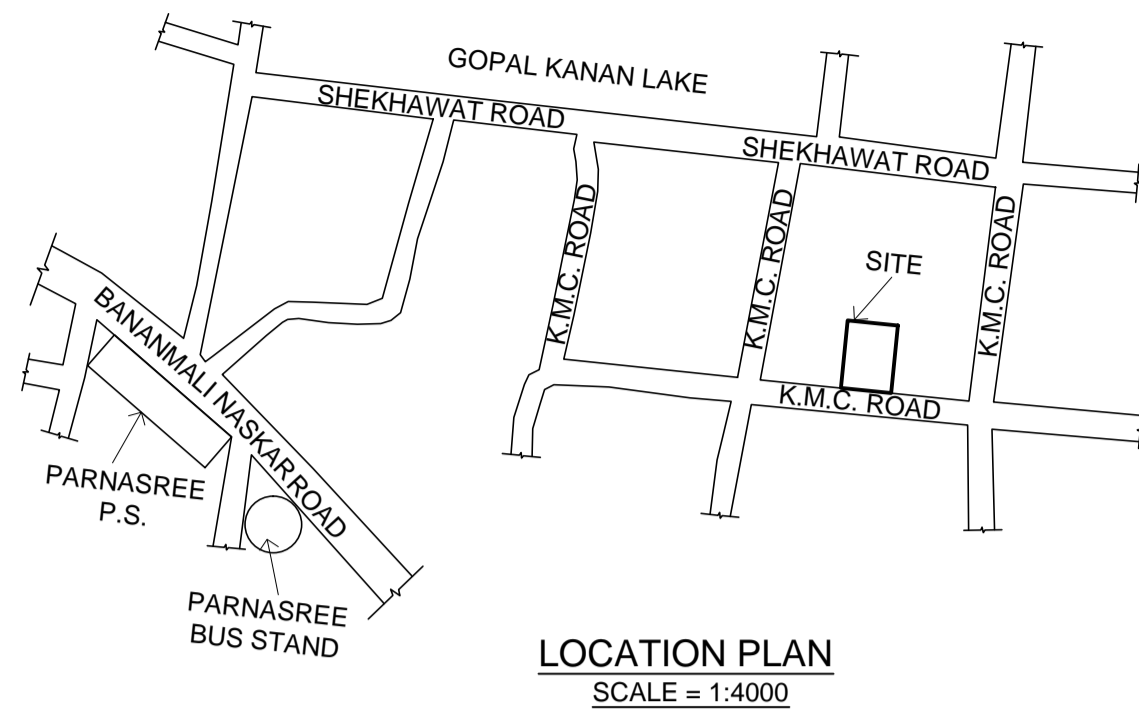 GOPAL KANAN LAKE
SHEKHAWAT ROAD
SHEKHAWAT ROAD
K.M.C. ROAD
K.M.C. ROAD
K.M.C. ROAD
SITE
K.M.C. ROAD
BANANMALI NASKAR ROAD
PARNASREE
P.S.
PARNASREE
BUS STAND
LOCATION PLAN
SCALE = 1:4000